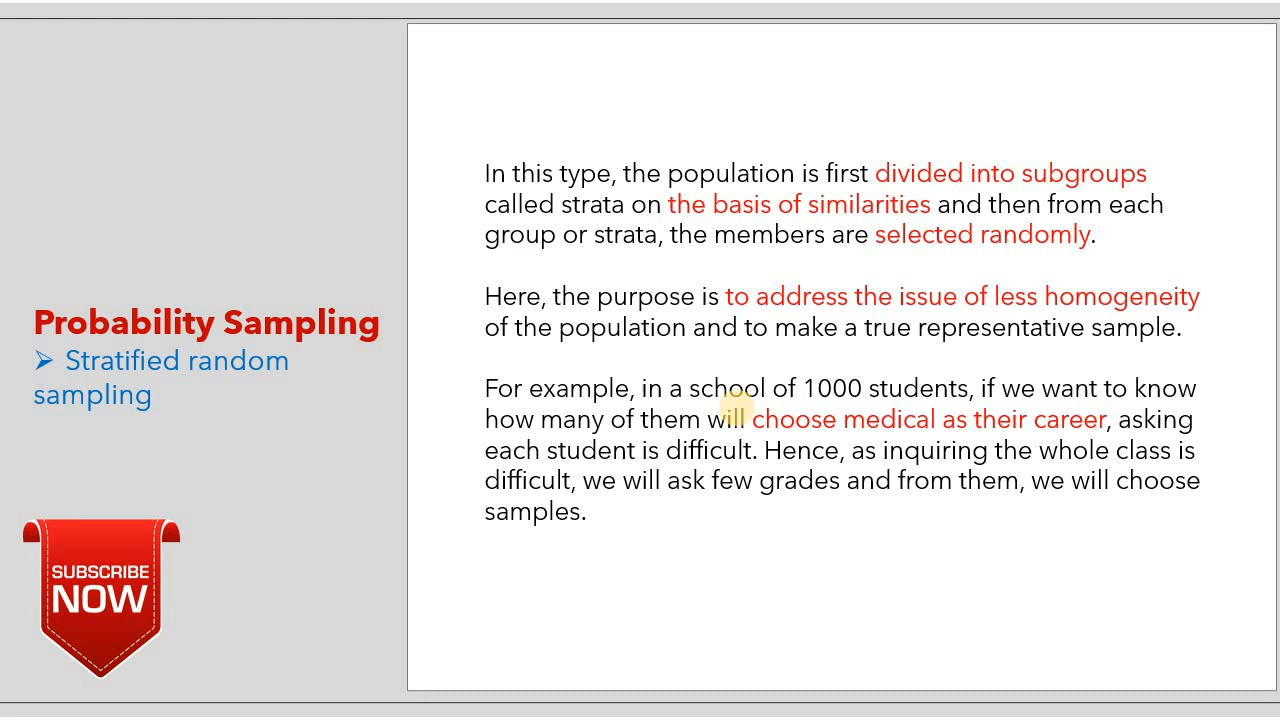 Probability Sampling
➢ Stratified random
sampling
SUBSCRIBE
NOW
In this type, the population is first divided into subgroups
called strata on the basis of similarities and then from each
group or strata, the members are selected randomly.
Here, the purpose is to address the issue of less homogeneity
of the population and to make a true representative sample.
For example, in a school of 1000 students, if we want to know
how many of them will choose medical as their career, asking
each student is difficult. Hence, as inquiring the whole class is
difficult, we will ask few grades and from them, we will choose
samples.